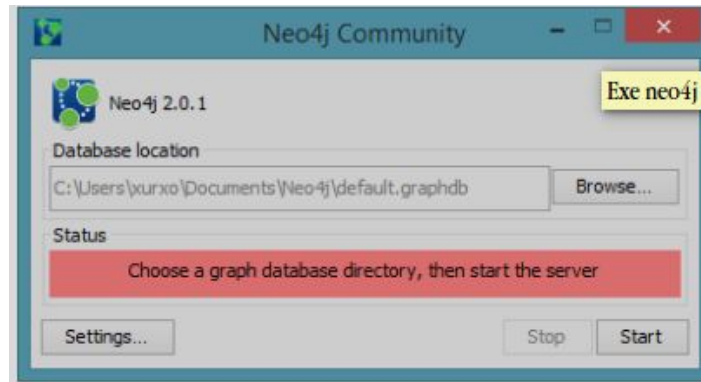 Neo4j Community
Exe neo4j
Neo4j 2.0.1
Database location
C:\Users\xurxo\Documents\Neo4j\default.graphdb
Browse...
Status
Choose a graph database directory, then start the server
Settings...
Stop
Start